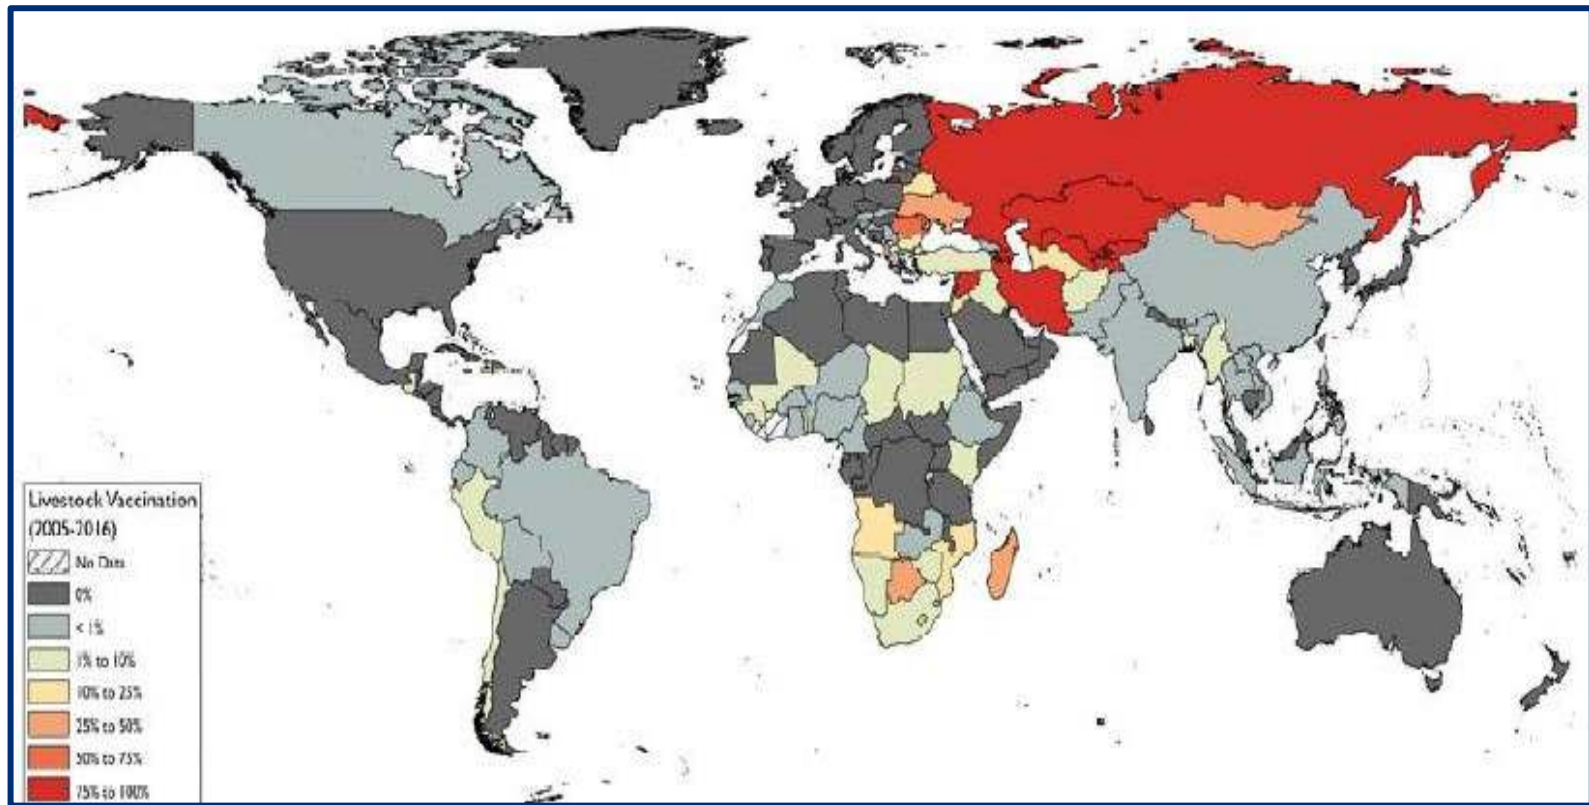 Livestock Vaccination
(2005-2016)
No Data
0%
< 1%
1% to 10%
10% to 25%
25% to 50%
50% to 75%
75% to 100%